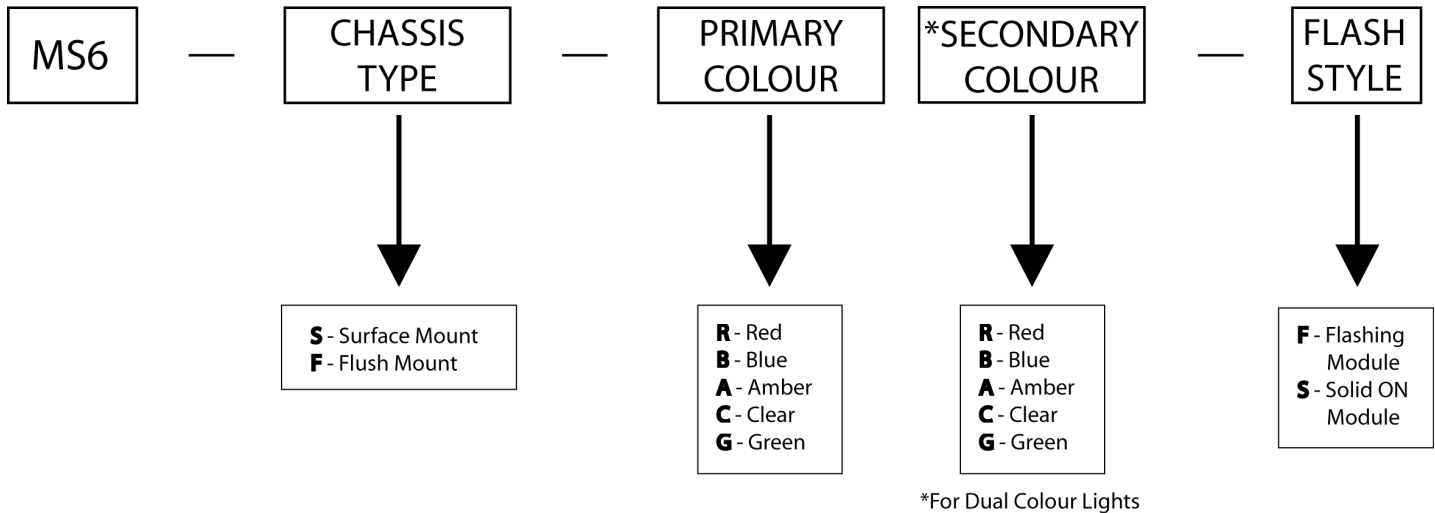 MS6
—
CHASSIS
TYPE
—
PRIMARY
COLOUR
*SECONDARY
COLOUR
—
FLASH
STYLE
S - Surface Mount
F - Flush Mount
R - Red
B - Blue
A - Amber
C - Clear
G - Green
R - Red
B - Blue
A - Amber
C - Clear
G - Green
*For Dual Colour Lights
F - Flashing
Module
S - Solid ON
Module